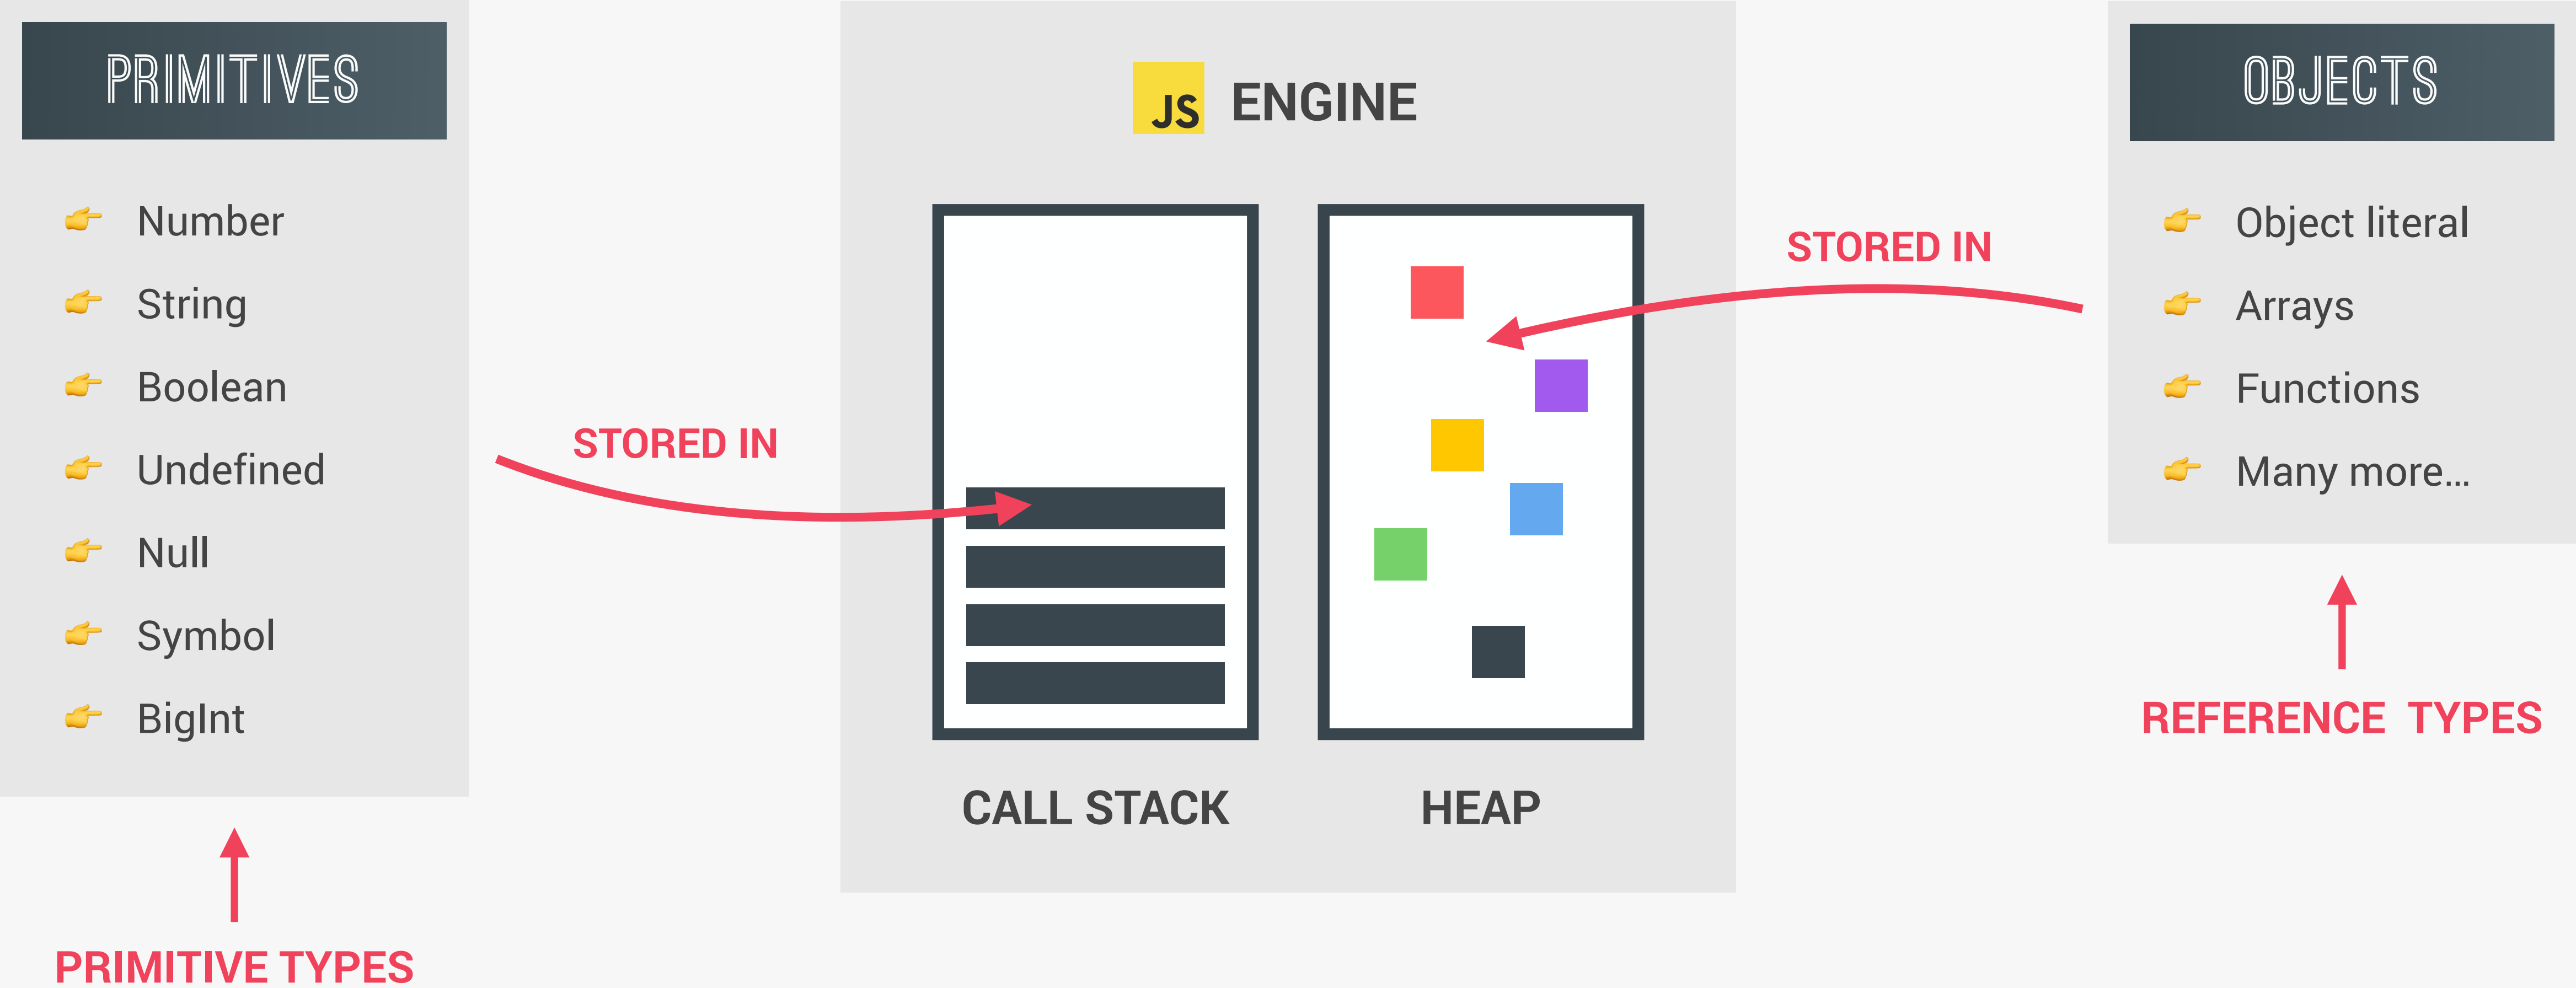 PRIMITIVES
Number
String
Boolean
Undefined
Null
Symbol
BigInt
PRIMITIVE TYPES
STORED IN
JS ENGINE
CALL STACK
HEAP
STORED IN
OBJECTS
Object literal
Arrays
Functions
Many more…
REFERENCE TYPES